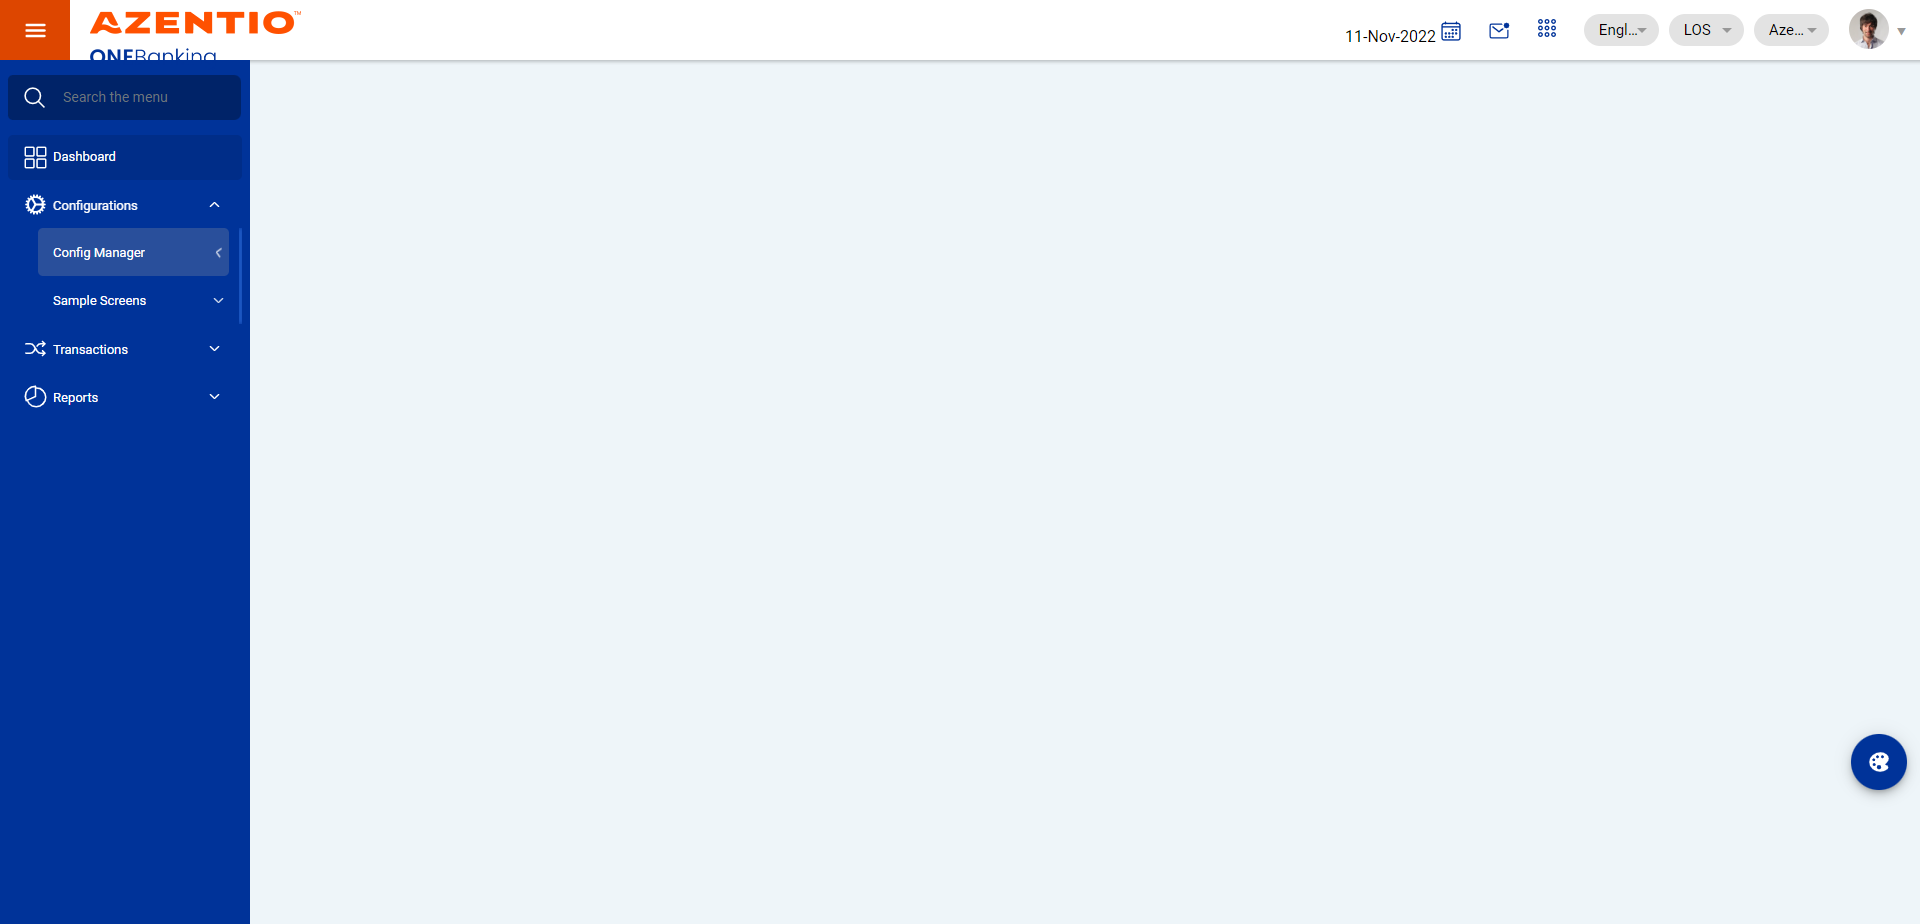 AZENTIO™
ONEBanking
11-Nov-2022
Engl...
LOS
Aze...
Search the menu
Dashboard
Configurations
Config Manager
Sample Screens
Transactions
Reports